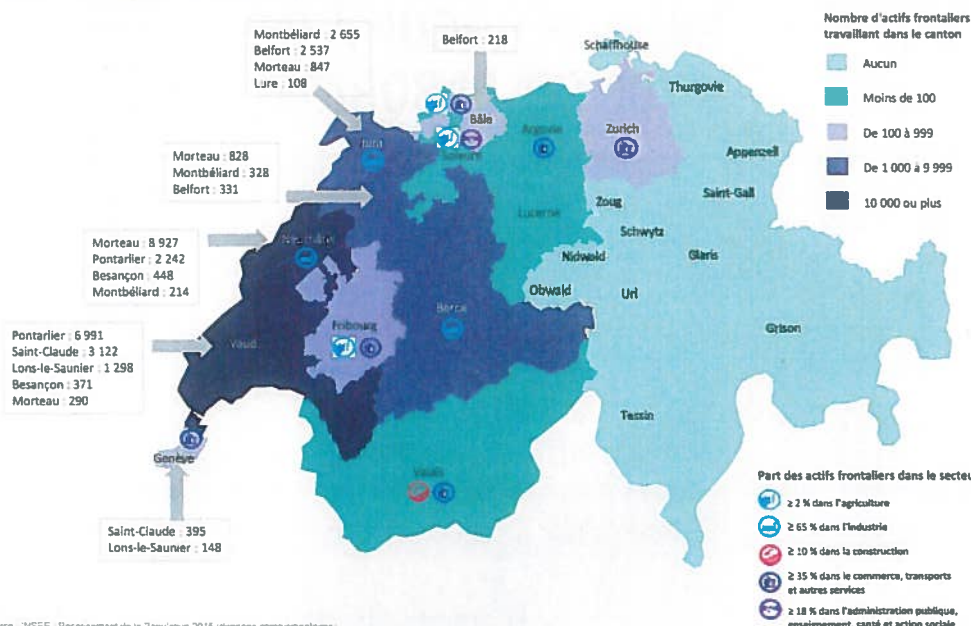 Montbéliard : 2 655
Belfort : 2 537
Morteau : 847
Lure : 108
Belfort : 218
Morteau : 828
Montbéliard : 328
Belfort : 331
Morteau : 8 927
Pontarlier : 2 242
Besançon : 448
Montbéliard : 214
Pontarlier : 6 991
Saint-Claude : 3 122
Lons-le-Saunier : 1 298
Besançon : 371
Morteau : 290
Saint-Claude : 395
Lons-le-Saunier : 148
Schaffhouse
Thurgovie
Bâle
Argovie
Zurich
Jura
Soleure
Appenzell
Saint-Gall
Zoug
Lucerne
Schwytz
Neuchâtel
Nidwald
Glaris
Obwald
Uri
Berne
Fribourg
Vaud
Grison
Tessin
Genève
Valais
Nombre d'actifs frontaliers
travaillant dans le canton
Aucun
Moins de 100
De 100 à 999
De 1 000 à 9 999
10 000 ou plus
Part des actifs frontaliers dans le secteur
≥ 2 % dans l'agriculture
≥ 65 % dans l'industrie
≥ 10 % dans la construction
≥ 35 % dans le commerce, transports
et autres services
≥ 18 % dans l'administration publique,
enseignement, santé et action sociale